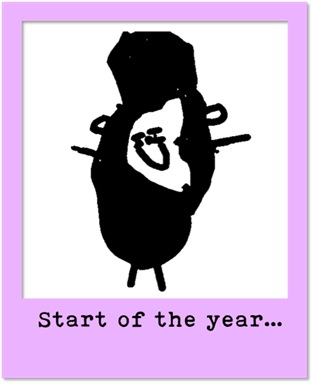 Start of the year...